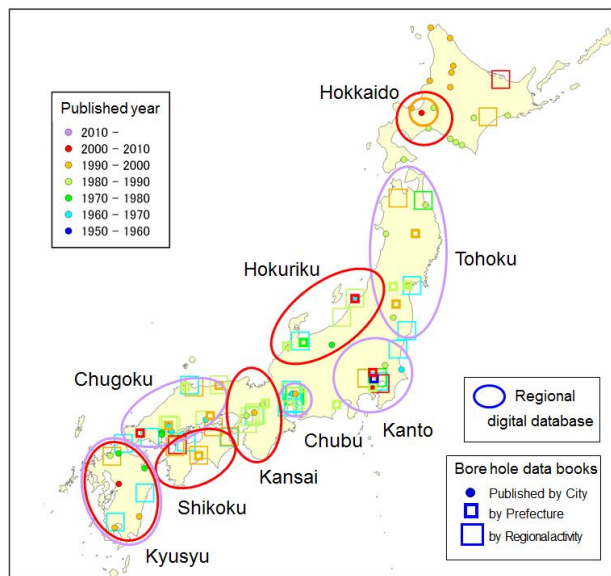 Hokkaido
Published year
2010 -
2000 - 2010
1990 - 2000
1980 - 1990
1970 - 1980
1960 - 1970
1950 - 1960
Hokuriku
Tohoku
Chugoku
Chubu
Kanto
Kansai
Shikoku
Kyusyu
Regional
digital database
Bore hole data books
Published by City
by Prefecture
by Regionalactivity